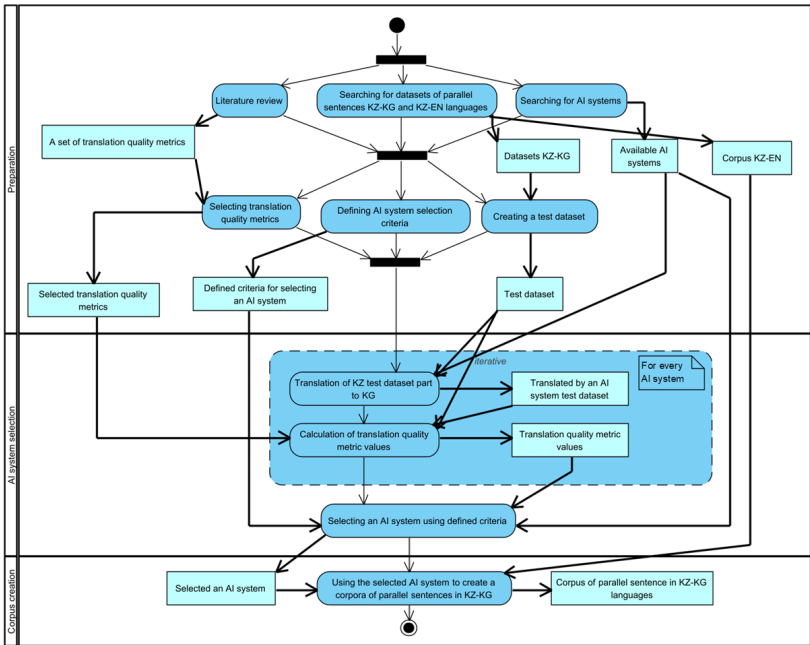 Preparation
Literature review
Searching for datasets of parallel
sentences KZ-KG and KZ-EN languages
Searching for AI systems
A set of translation quality metrics
Datasets KZ-KG
Available AI
systems
Corpus KZ-EN
Selecting translation
quality metrics
Defining AI system selection
criteria
Creating a test dataset
Selected translation quality
metrics
Defined criteria for selecting
an AI system
Test dataset
AI system selection
iterative
For every
AI system
Translation of KZ test dataset part
to KG
Translated by an AI
system test dataset
Calculation of translation quality
metric values
Translation quality metric
values
Selecting an AI system using defined criteria
Corpus creation
Selected an AI system
Using the selected AI system to create a
corpora of parallel sentences in KZ-KG
Corpus of parallel sentence in KZ-KG
languages